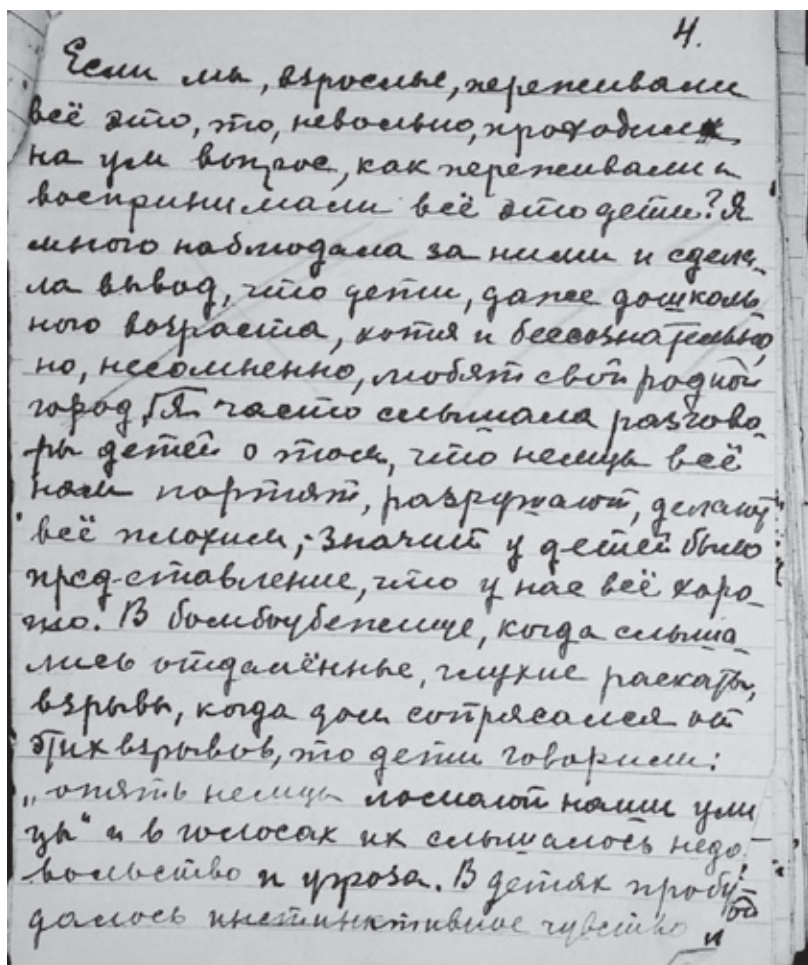 4.
Если мы, взрослые, переживали
всё это, то, невольно, проходил
на ум вопрос, как переживали и
воспринимали всё это дети? Я
много наблюдала за ними и сдела-
ла вывод, что дети, даже дошколь
ного возраста, хотя и бессознательно,
но, несомненно, любят свой родной
город. Я часто слышала разгово-
ры детей о том, что немцы всё
нам портят, разрушают, делают
всё плохим, - значит у детей было
представление, что у нас всё хоро-
шо. В бомбоубежище, когда слыша-
лись отдалённые, глухие раскаты,
взрывы, когда дом сотрясался от
этих взрывов, то дети говорили:
„опять немцы ломают наши ули
цы" и в голосах их слышалось недо-
вольство и угроза. В детях пробу-
далось инстинктивное чувство
и